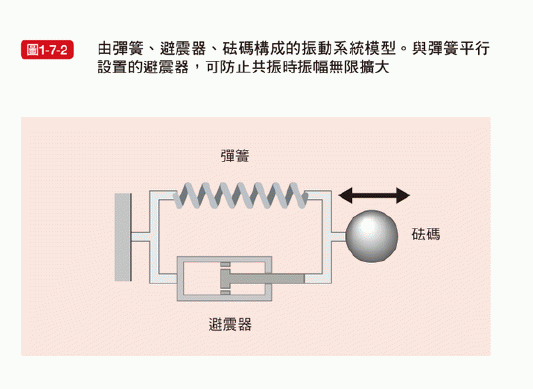 圖1-7-2
由彈簧、避震器、砝碼構成的振動系統模型。與彈簧平行
設置的避震器，可防止共振時振幅無限擴大
彈簧
砝碼
避震器